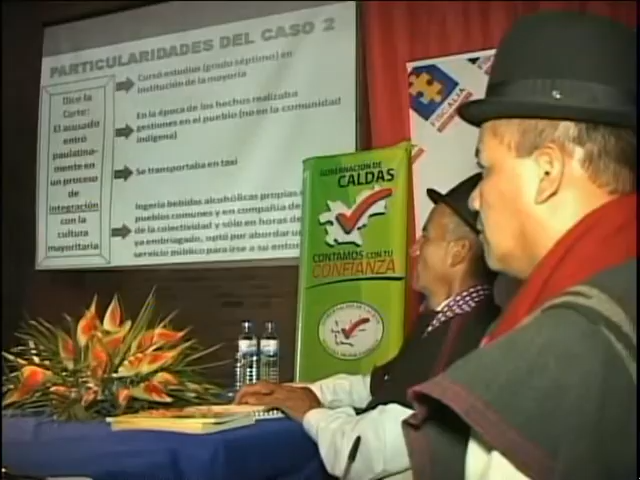 PARTICULARIDADES DEL CASO 2
Dice la
Corte:
El acusado
entró
paulatina-
mente en
un proceso
de
integración
con la
cultura
mayoritaria
Cursó estudios (grado séptimo) en
institución de la mayoría
En la época de los hechos realizaba
gestiones en el pueblo (no en la comunidad
indígena)
Se transportaba en taxi
Ingería bebidas alcohólicas propias
pueblos comunes y en compañía de
de la colectividad y sólo en horas de
ya embriagado, optó por abordar u
servicio público para irse a su
FISCALIA
GOBERNACIÓN DE
CALDAS
CONTAMOS CON TU
CONFIANZA